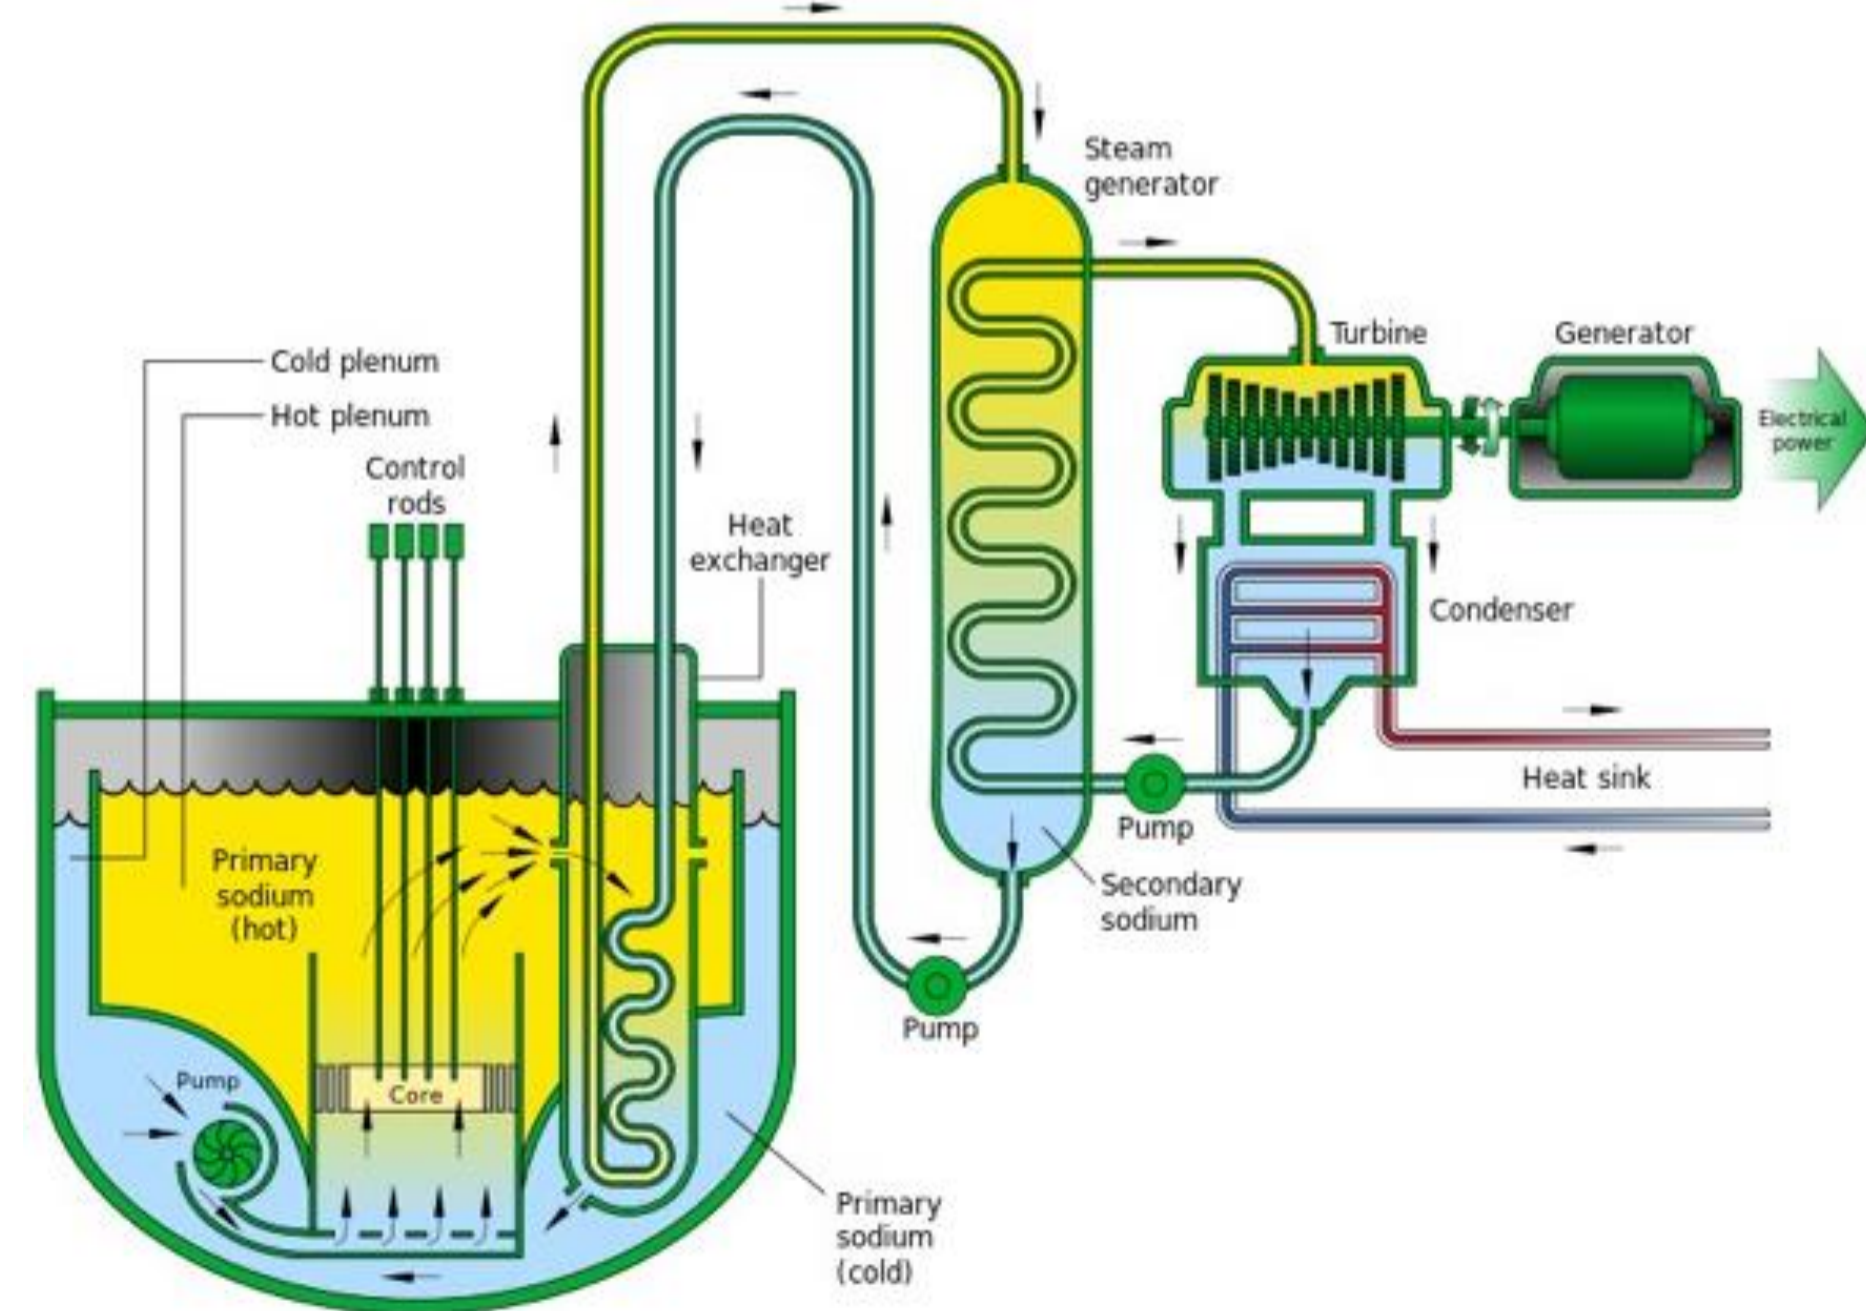 Steam
generator
Turbine
Generator
Cold plenum
Hot plenum
Electrical
power
Control
rods
Heat
exchanger
Condenser
Heat sink
Pump
Primary
sodium
(hot)
Secondary
sodium
Pump
Pump
Core
Primary
sodium
(cold)